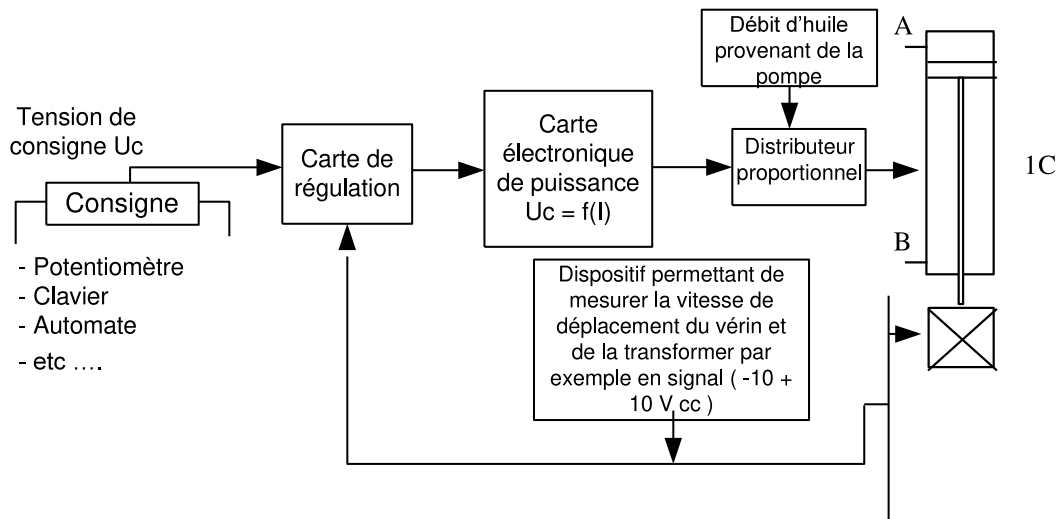 Débit d'huile
provenant de la
pompe
A
Tension de
consigne Uc
Consigne
- Potentiomètre
- Clavier
- Automate
- etc ....
Carte de
régulation
Carte
électronique
de puissance
Uc = f(I)
Distributeur
proportionnel
1C
B
Dispositif permettant de
mesurer la vitesse de
déplacement du vérin et
de la transformer par
exemple en signal ( -10 +
10 V cc )